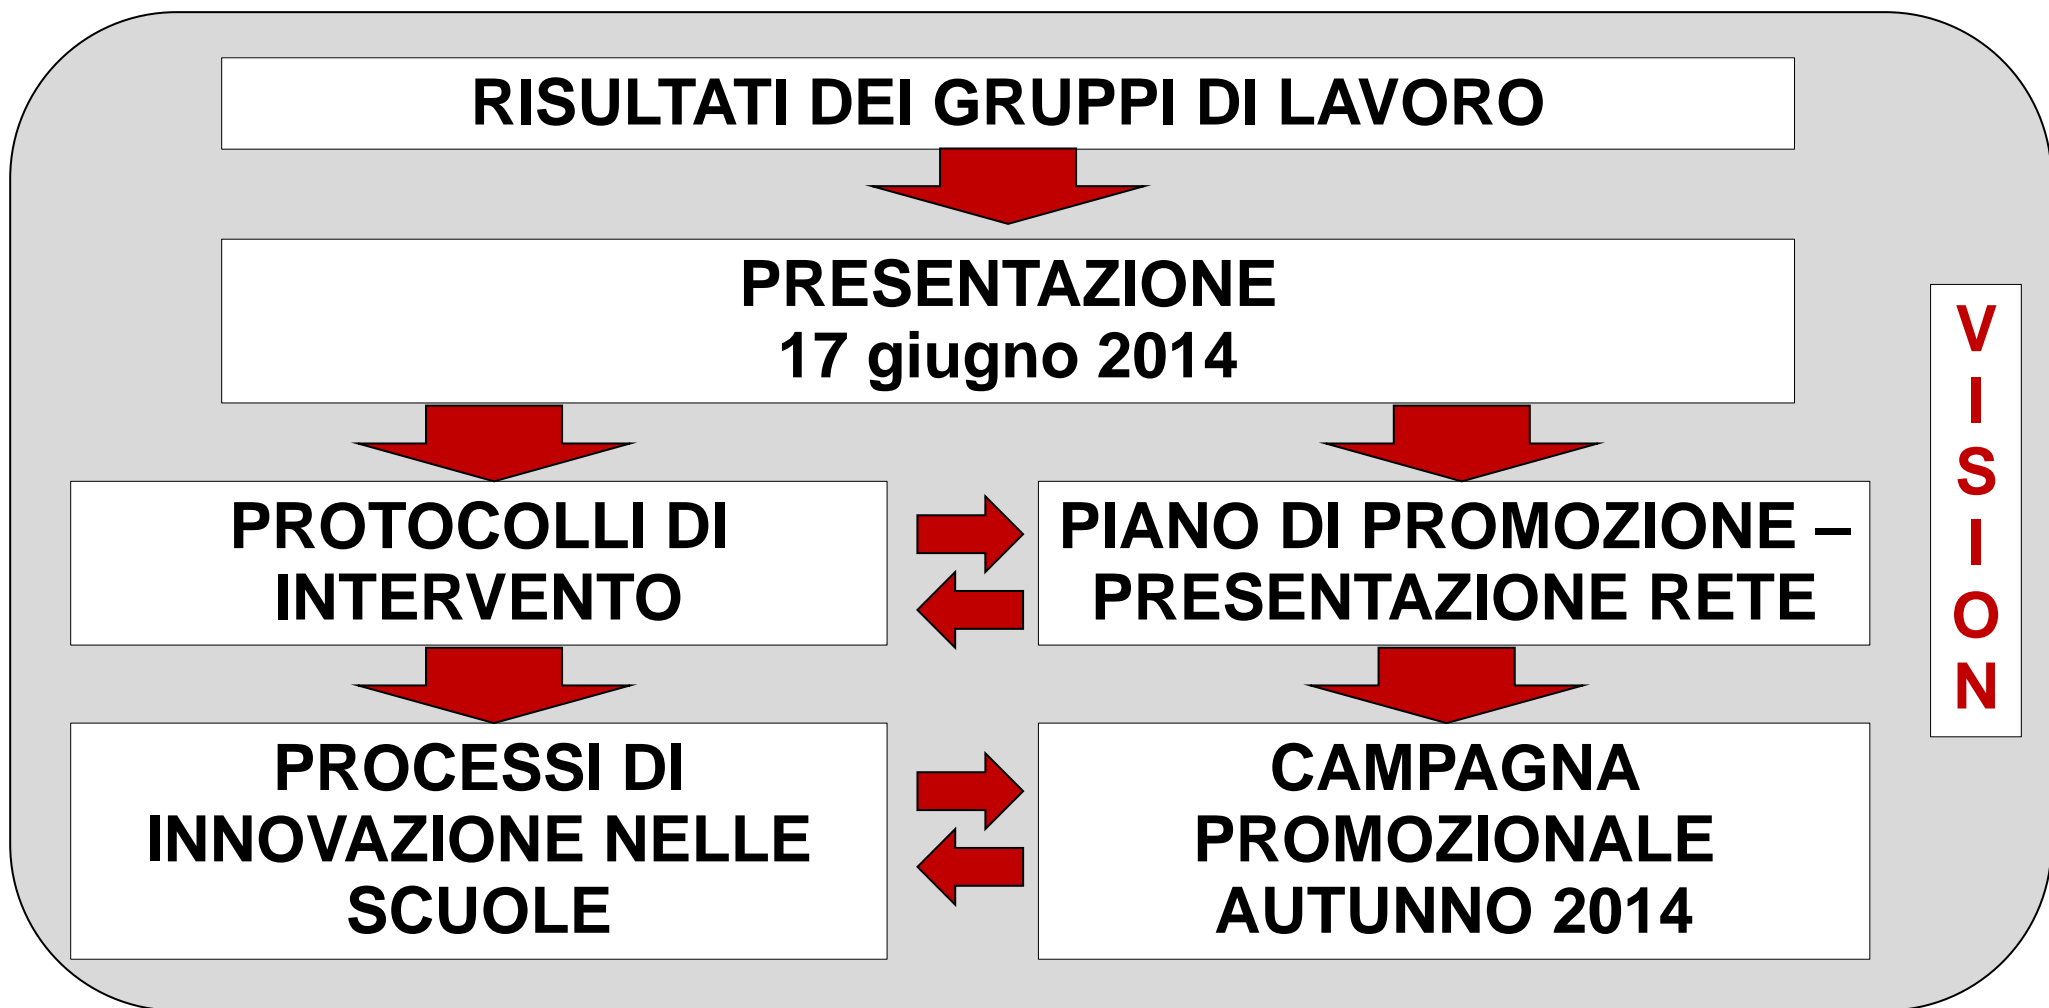 RISULTATI DEI GRUPPI DI LAVORO
PRESENTAZIONE
17 giugno 2014
PROTOCOLLI DI
INTERVENTO
PIANO DI PROMOZIONE –
PRESENTAZIONE RETE
PROCESSI DI
INNOVAZIONE NELLE
SCUOLE
CAMPAGNA
PROMOZIONALE
AUTUNNO 2014
V
I
S
I
O
N